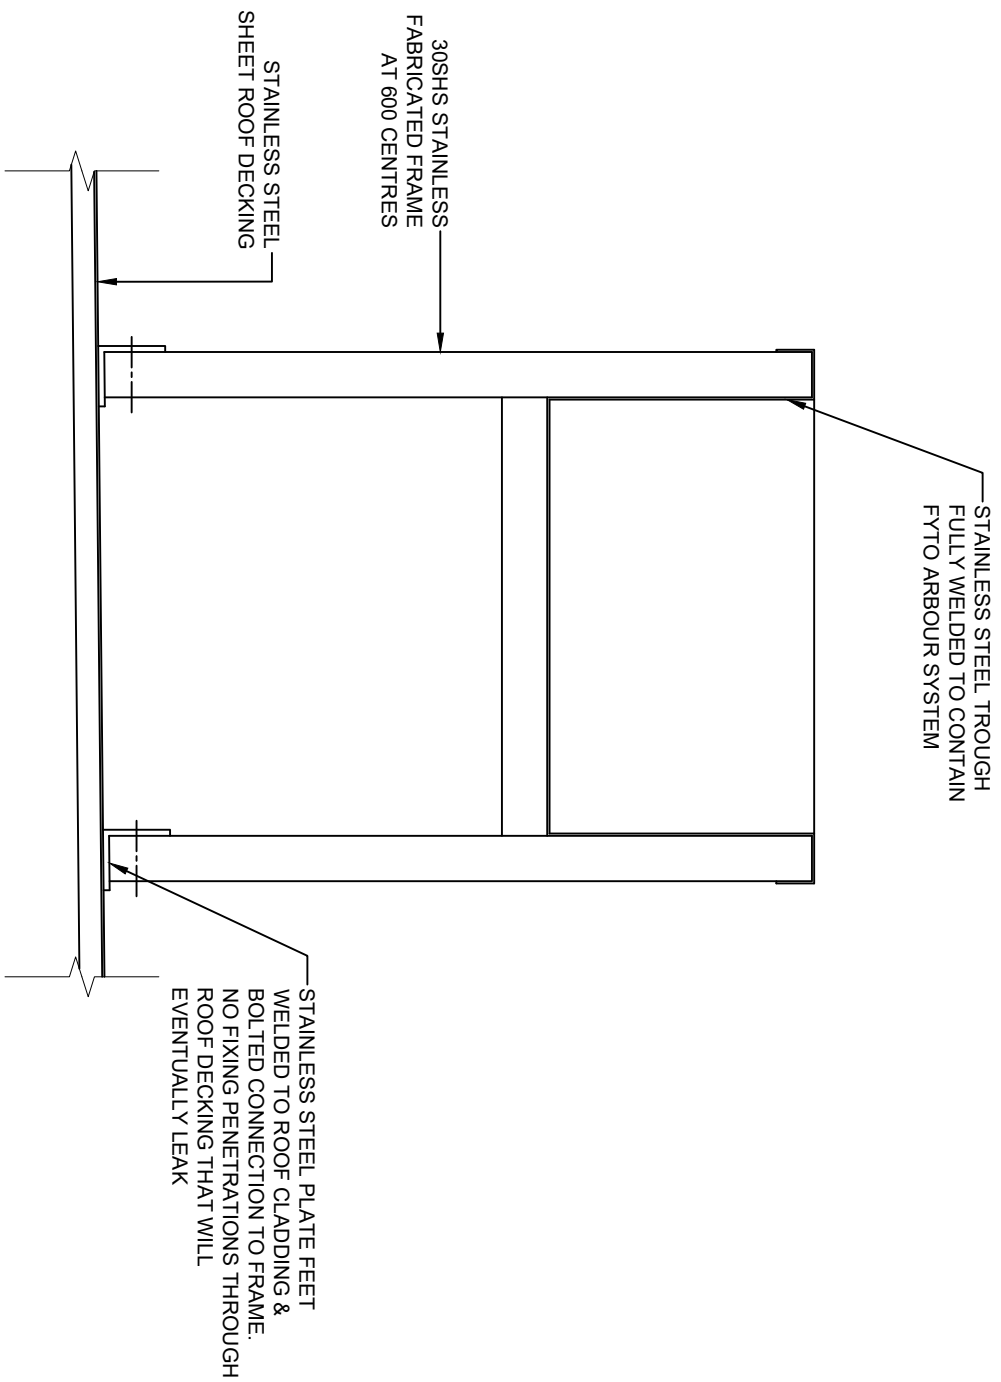 STAINLESS STEEL TROUGH
FULLY WELDED TO CONTAIN
FYTO ARBOUR SYSTEM
30SHS STAINLESS
FABRICATED FRAME
AT 600 CENTRES
STAINLESS STEEL
SHEET ROOF DECKING
STAINLESS STEEL PLATE FEET
WELDED TO ROOF CLADDING &
BOLTED CONNECTION TO FRAME.
NO FIXING PENETRATIONS THROUGH
ROOF DECKING THAT WILL
EVENTUALLY LEAK